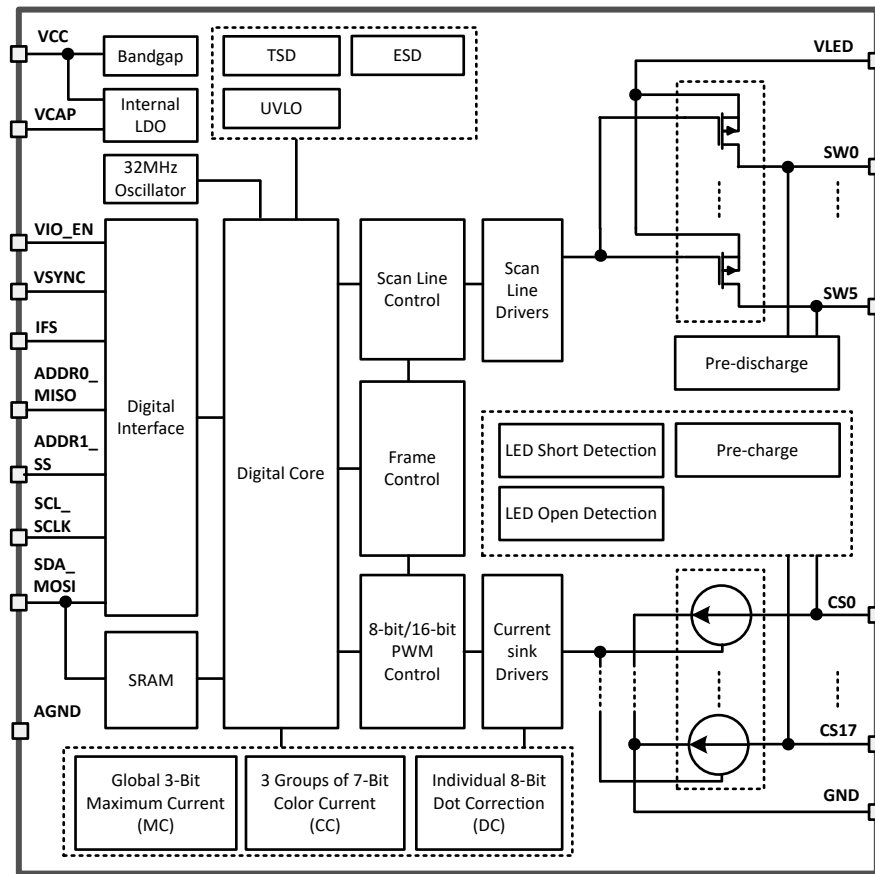 VCC
Bandgap
TSD
ESD
VLED
VCAP
Internal
LDO
UVLO
32MHz
Oscillator
SW0
VIO_EN
VSYNC
IFS
ADDR0_
MISO
ADDR1_
SS
SCL_
SCLK
SDA_
MOSI
Digital
Interface
Digital Core
Scan Line
Control
Scan
Line
Drivers
SW5
Pre-discharge
Frame
Control
LED Short Detection
Pre-charge
LED Open Detection
8-bit/16-bit
PWM
Control
Current
sink
Drivers
CS0
SRAM
AGND
CS17
Global 3-Bit
Maximum Current
(MC)
3 Groups of 7-Bit
Color Current
(CC)
Individual 8-Bit
Dot Correction
(DC)
GND